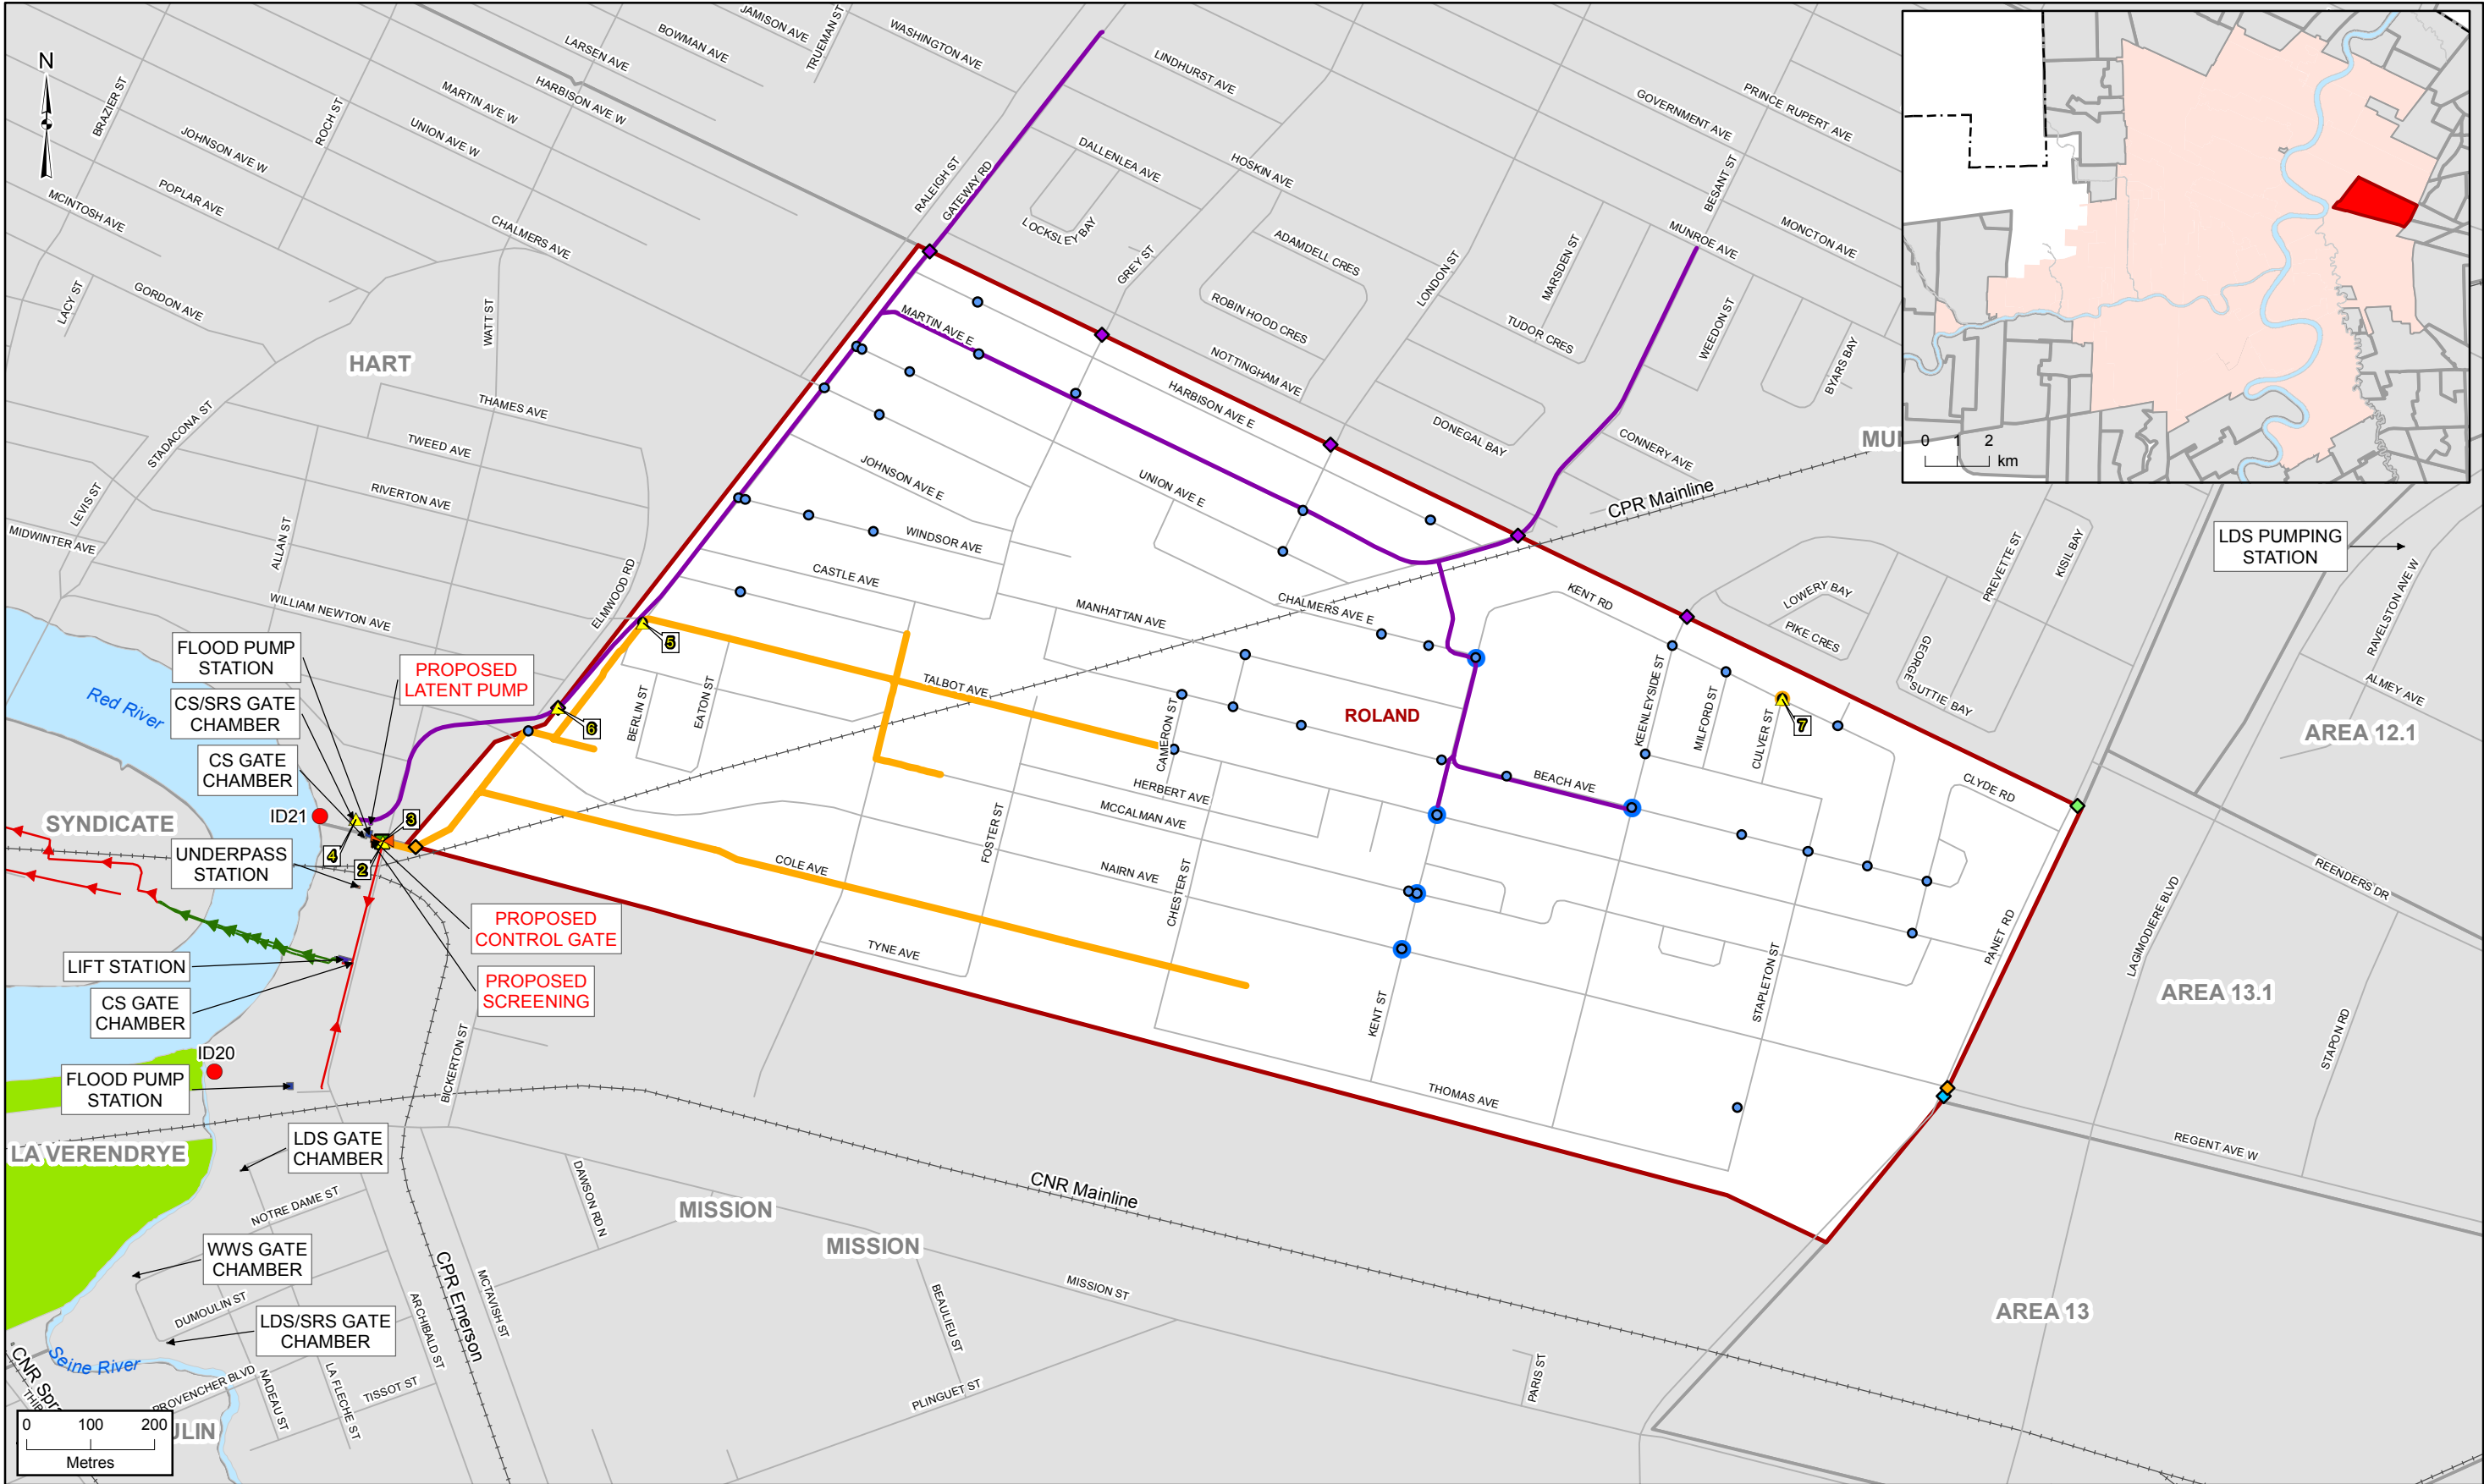 N
BRAZIER ST
JOHNSON AVE W
ROCH ST
MARTIN AVE W
UNION AVE W
HARBISON AVE W
LARSEN AVE
BOWMAN AVE
JAMISON AVE
TRUEMAN ST
WASHINGTON AVE
LINDHURST AVE
GOVERNMENT AVE
PRINCE RUPERT AVE
MCINTOSH AVE
POPLAR AVE
CHALMERS AVE
RALEIGH ST
GATEWAY RD
DALLENLEA AVE
HOSKIN AVE
LOCKSLEY BAY
GREY ST
ADAMDELL CRES
ROBIN HOOD CRES
NOTTINGHAM AVE
LONDON ST
MARSDEN ST
TUDOR CRES
BESANT ST
MUNROE AVE
MONCTON AVE
WEEDON ST
BYARS BAY
DONEGAL BAY
CONNERY AVE
CPR Mainline
0 1 2
km
LACY ST
GORDON AVE
WATT ST
HART
THAMES AVE
TWEED AVE
STADACONA ST
RIVERTON AVE
LEVIS ST
MIDWINTER AVE
ALLAN ST
WILLIAM NEWTON AVE
ELMWOOD RD
MARTIN AVE E
HARBISON AVE E
JOHNSON AVE E
UNION AVE E
WINDSOR AVE
CASTLE AVE
MANHATTAN AVE
CHALMERS AVE E
KENT RD
LOWERY BAY
PIKE CRES
PREVETTE ST
KISIL BAY
GEORGE
SUTTIE BAY
LDS PUMPING
STATION
RAVELSTON AVE W
ALMEY AVE
AREA 12.1
FLOOD PUMP
STATION
PROPOSED
LATENT PUMP
CS/SRS GATE
CHAMBER
CS GATE
CHAMBER
Red River
5
6
7
BERLIN ST
EATON ST
TALBOT AVE
CAMERON ST
ROLAND
KEENLEYSIDE ST
MILFORD ST
CULVER ST
BEACH AVE
CLYDE RD
HERBERT AVE
MCCALMAN AVE
NAIRN AVE
FOSTER ST
COLE AVE
CHESTER ST
TYNE AVE
KENT ST
STAPLETON ST
PANET RD
LAGIMODIERE BLVD
REENDERS DR
AREA 13.1
STAPON RD
REGENT AVE W
THOMAS AVE
SYNDICATE
ID21
3
4
2
UNDERPASS
STATION
PROPOSED
CONTROL GATE
LIFT STATION
PROPOSED
SCREENING
CS GATE
CHAMBER
ID20
FLOOD PUMP
STATION
BICKERTON ST
LA VERENDRYE
LDS GATE
CHAMBER
NOTRE DAME ST
DAWSON RD N
MISSION
MISSION
CNR Mainline
MISSION ST
WWS GATE
CHAMBER
DUMOULIN ST
CPR Emerson
MCTAVISH ST
ARCHIBALD ST
BEAULIEU ST
LDS/SRS GATE
CHAMBER
AREA 13
Seine River
PROVENCHER BLVD
NADEAU ST
LA FLECHE ST
TISSOT ST
PLINGUET ST
PARIS ST
0 100 200
Metres